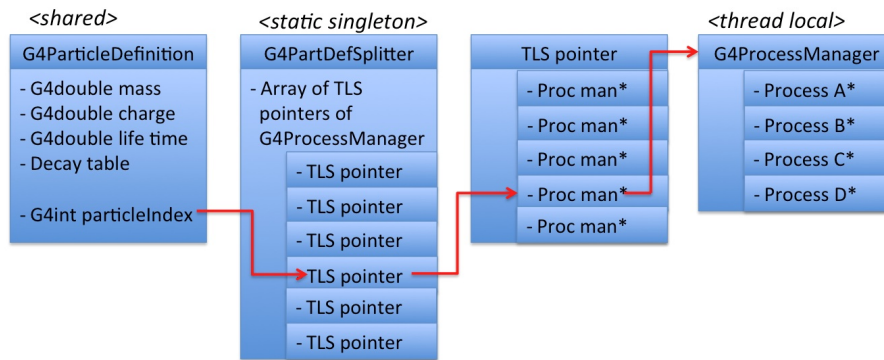 <shared>
G4ParticleDefinition
- G4double mass
- G4double charge
- G4double life time
- Decay table
- G4int particleIndex
<static singleton>
G4PartDefSplitter
- Array of TLS
pointers of
G4ProcessManager
- TLS pointer
- TLS pointer
- TLS pointer
- TLS pointer
- TLS pointer
- TLS pointer
TLS pointer
- Proc man*
- Proc man*
- Proc man*
- Proc man*
- Proc man*
<thread local>
G4ProcessManager
- Process A*
- Process B*
- Process C*
- Process D*